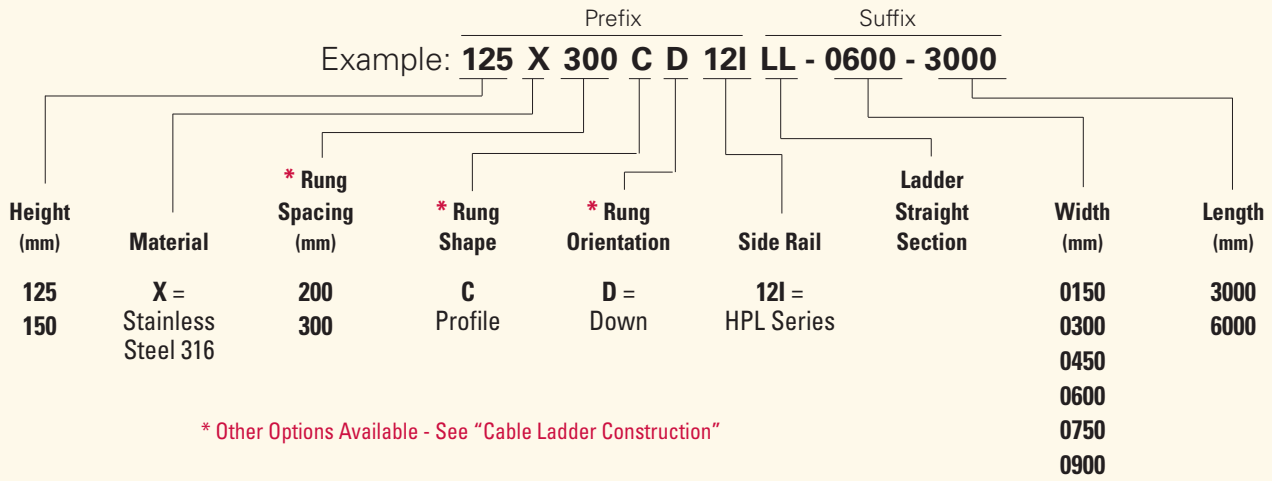 Prefix Suffix
Example: 125 X 300 C D 12I LL - 0600 - 3000
Height
(mm)
Material
* Rung
Spacing
(mm)
* Rung
Shape
* Rung
Orientation
Side Rail
Ladder
Straight
Section
Width
(mm)
Length
(mm)
125
150
X =
Stainless
Steel 316
200
300
C
Profile
D =
Down
12I =
HPL Series
0150
0300
0450
0600
0750
0900
3000
6000
* Other Options Available - See “Cable Ladder Construction”